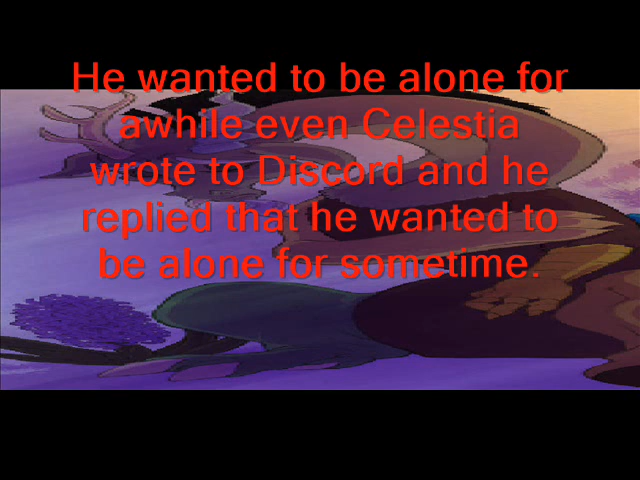 He wanted to be alone for
awhile even Celestia
wrote to Discord and he
replied that he wanted to
be alone for sometime.